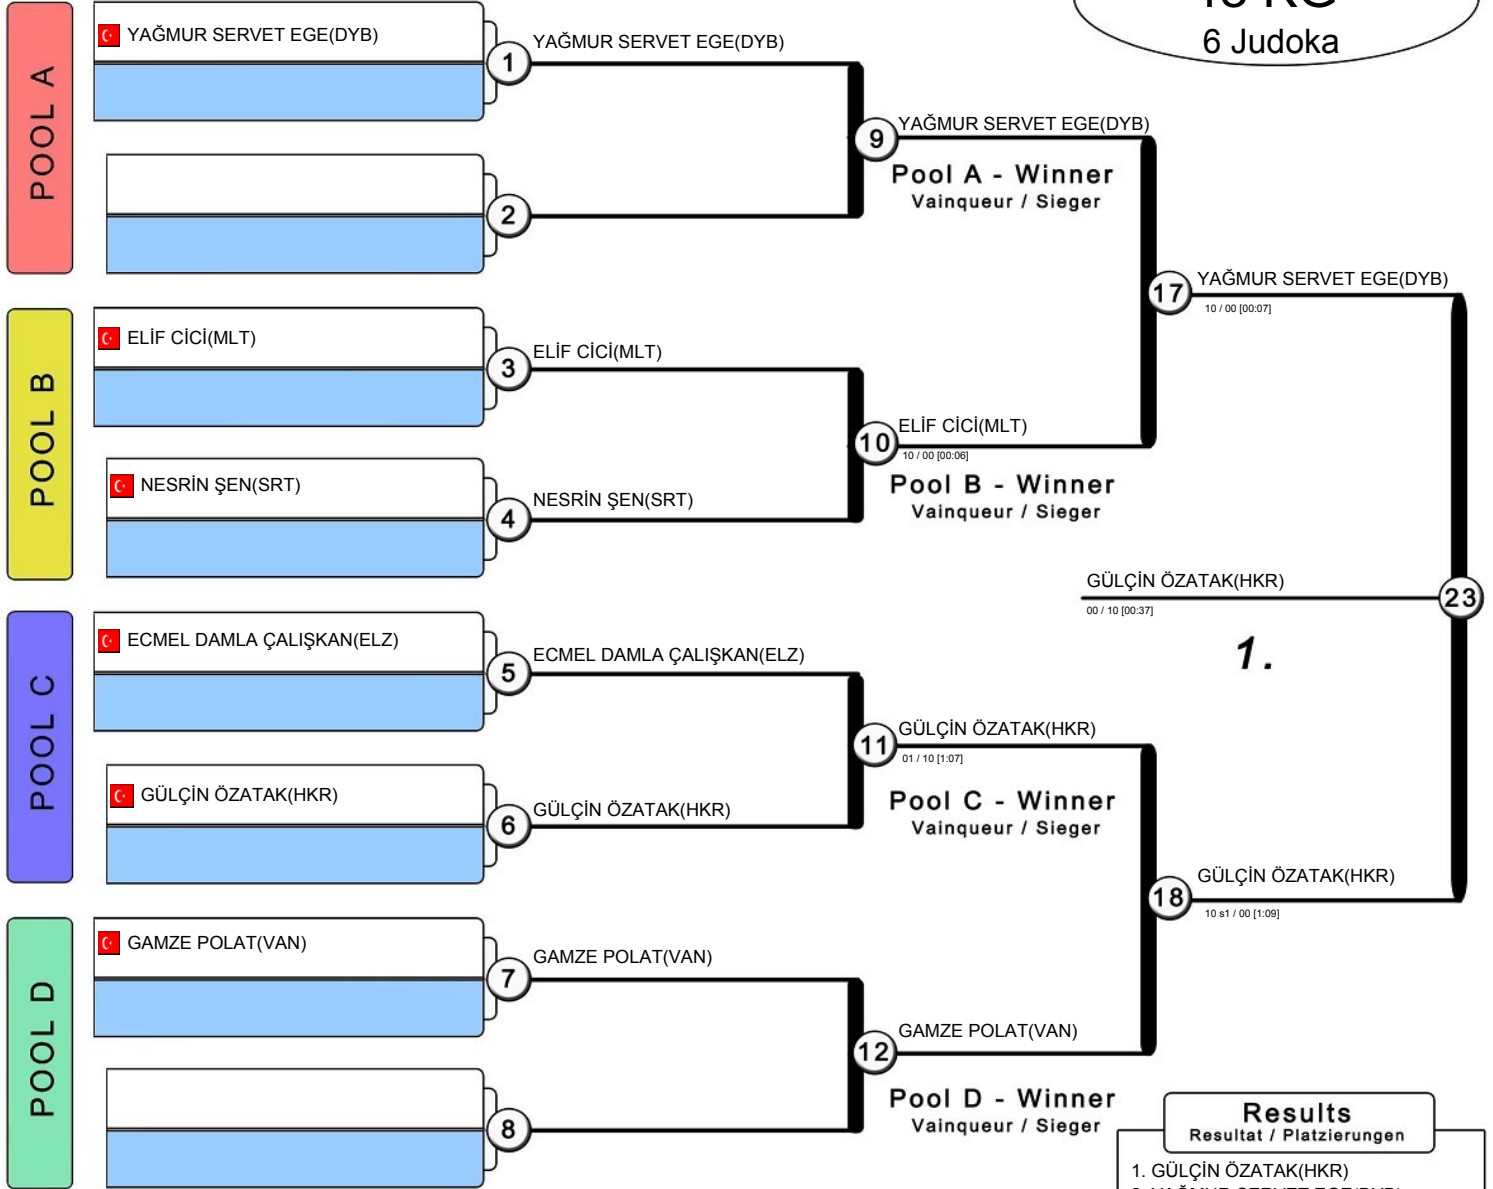 6 Judoka
POOL A
YAĞMUR SERVET EGE(DYB)
1
YAĞMUR SERVET EGE(DYB)
2
9
YAĞMUR SERVET EGE(DYB)
Pool A - Winner
Vainqueur / Sieger
POOL B
ELİF CİCİ(MLT)
3
ELİF CİCİ(MLT)
NESRİN ŞEN(SRT)
4
NESRİN ŞEN(SRT)
10
ELİF CİCİ(MLT)
10 / 00 [00:06]
Pool B - Winner
Vainqueur / Sieger
17
YAĞMUR SERVET EGE(DYB)
10 / 00 [00:07]
POOL C
ECMEL DAMLA ÇALIŞKAN(ELZ)
5
ECMEL DAMLA ÇALIŞKAN(ELZ)
GÜLÇİN ÖZATAK(HKR)
6
GÜLÇİN ÖZATAK(HKR)
11
GÜLÇİN ÖZATAK(HKR)
01 / 10 [1:07]
Pool C - Winner
Vainqueur / Sieger
POOL D
GAMZE POLAT(VAN)
7
GAMZE POLAT(VAN)
8
12
GAMZE POLAT(VAN)
Pool D - Winner
Vainqueur / Sieger
18
GÜLÇİN ÖZATAK(HKR)
10 s1 / 00 [1:09]
GÜLÇİN ÖZATAK(HKR)
00 / 10 [00:37]
23
1.
Results
Resultat / Platzierungen
1. GÜLÇİN ÖZATAK(HKR)